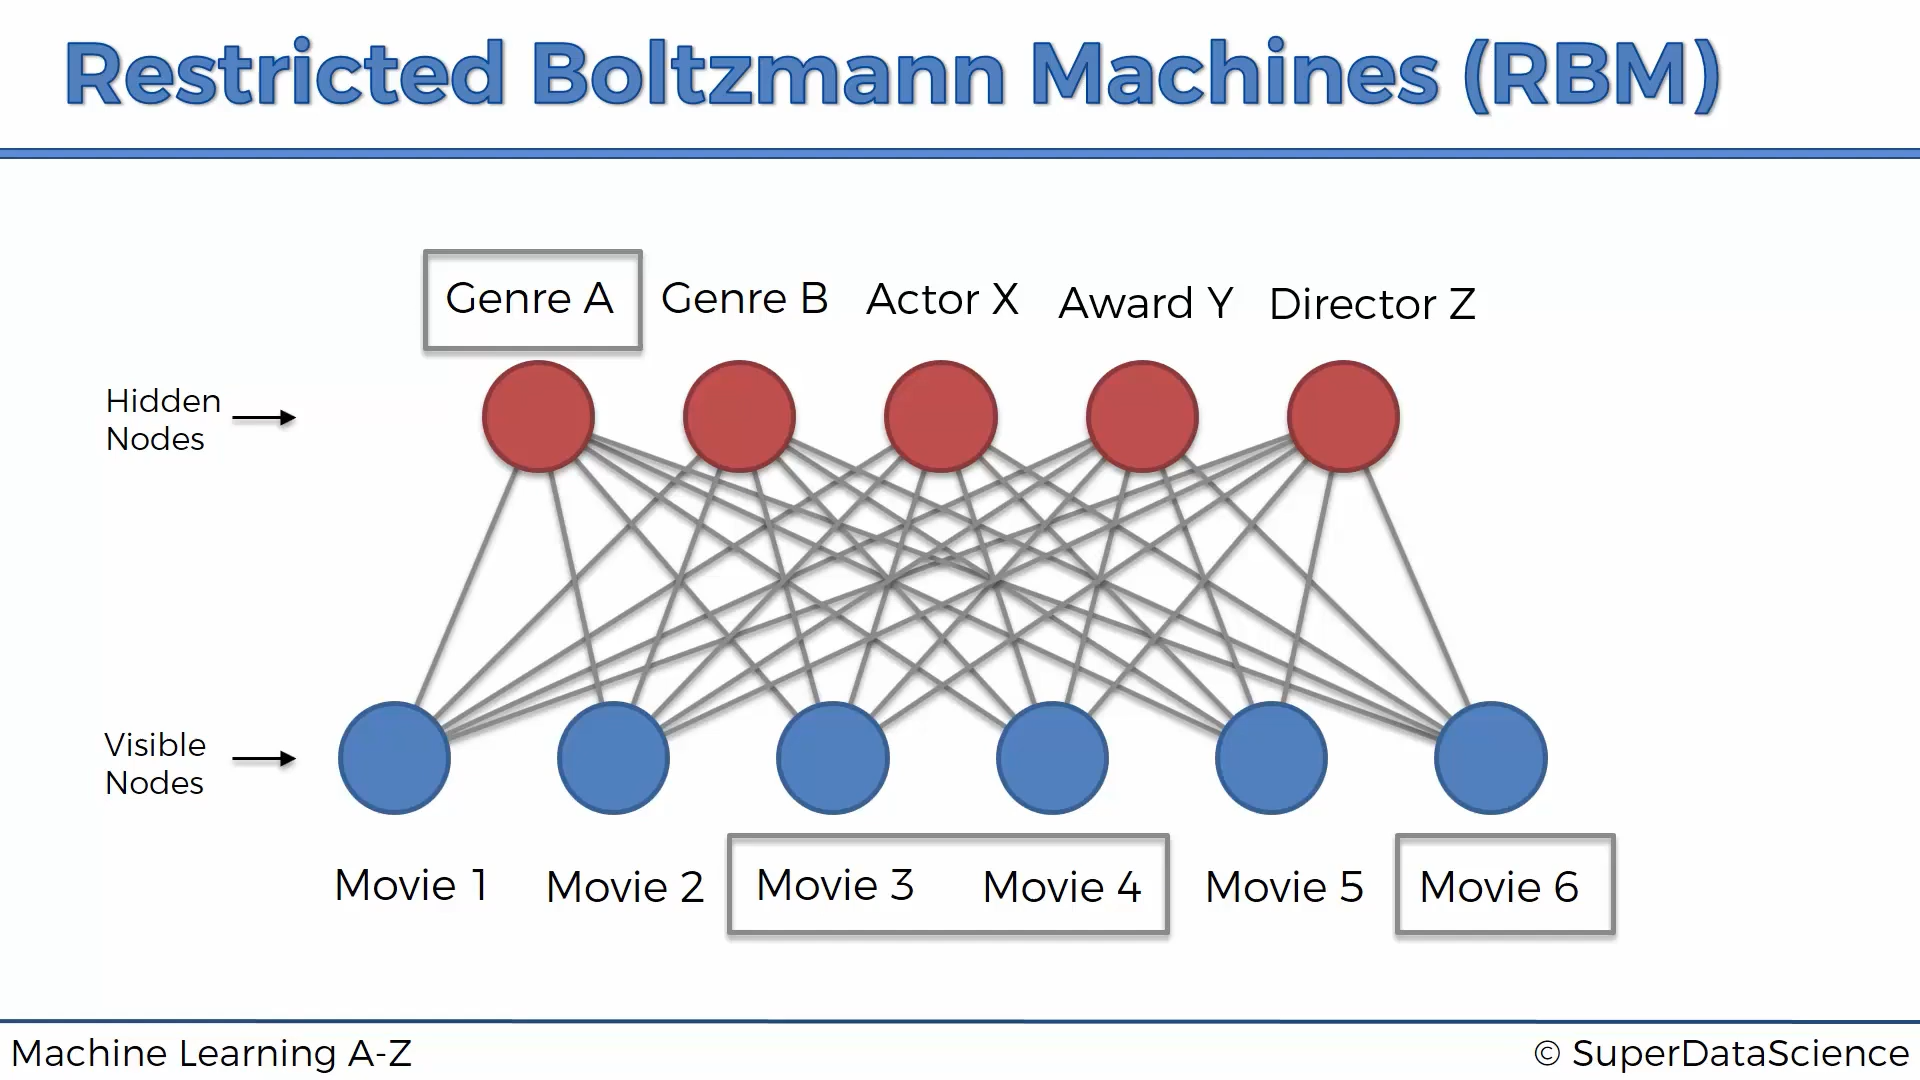 Restricted Boltzmann Machines (RBM)
Genre A Genre B Actor X Award Y Director Z
Hidden
Nodes
Visible
Nodes
Movie 1 Movie 2 Movie 3 Movie 4 Movie 5 Movie 6
Machine Learning A-Z
© SuperDataScience